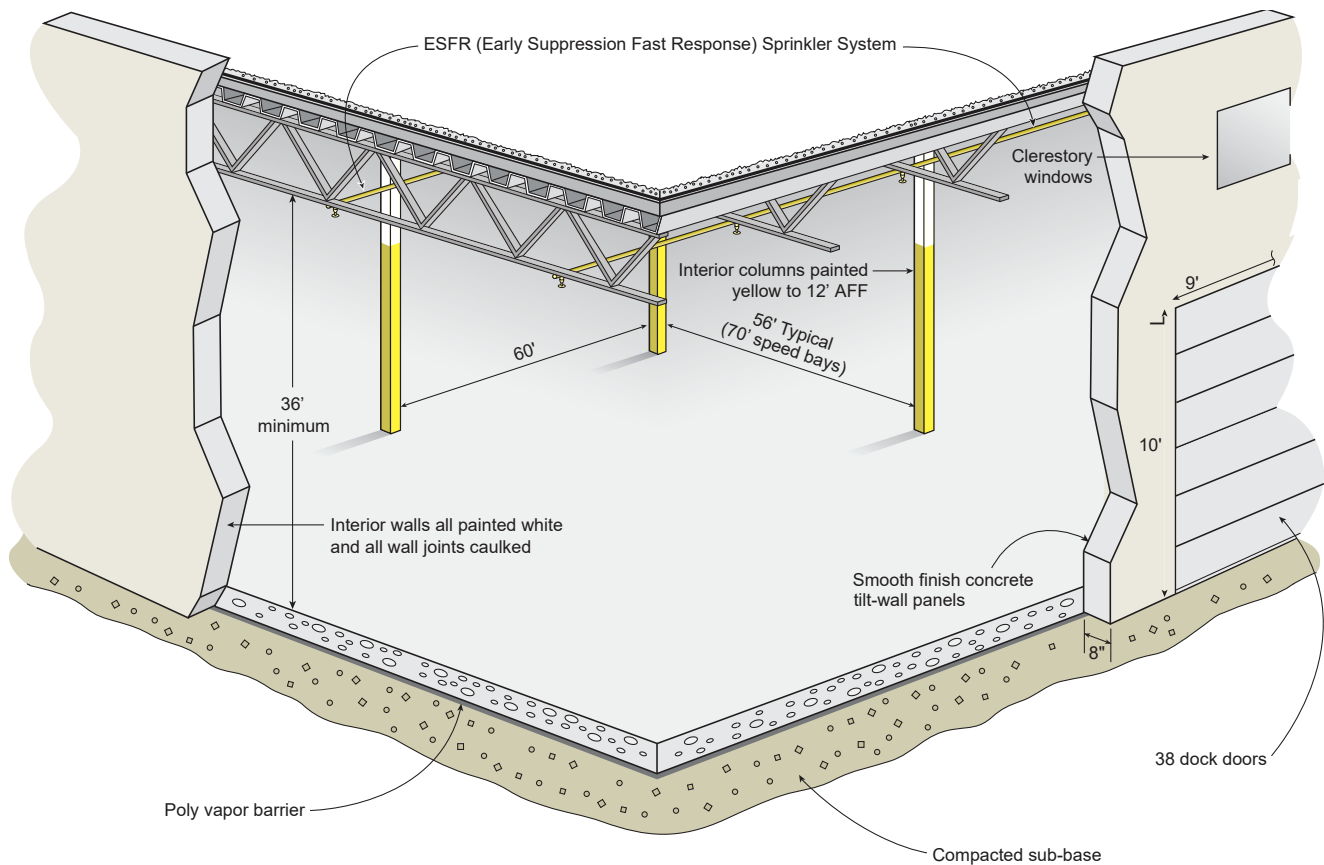 ESFR (Early Suppression Fast Response) Sprinkler System
Clerestory
windows
Interior columns painted
yellow to 12’ AFF
9'
60'
56' Typical
(70’ speed bays)
36’
minimum
10'
Interior walls all painted white
and all wall joints caulked
Smooth finish concrete
tilt-wall panels
8"
38 dock doors
Poly vapor barrier
Compacted sub-base